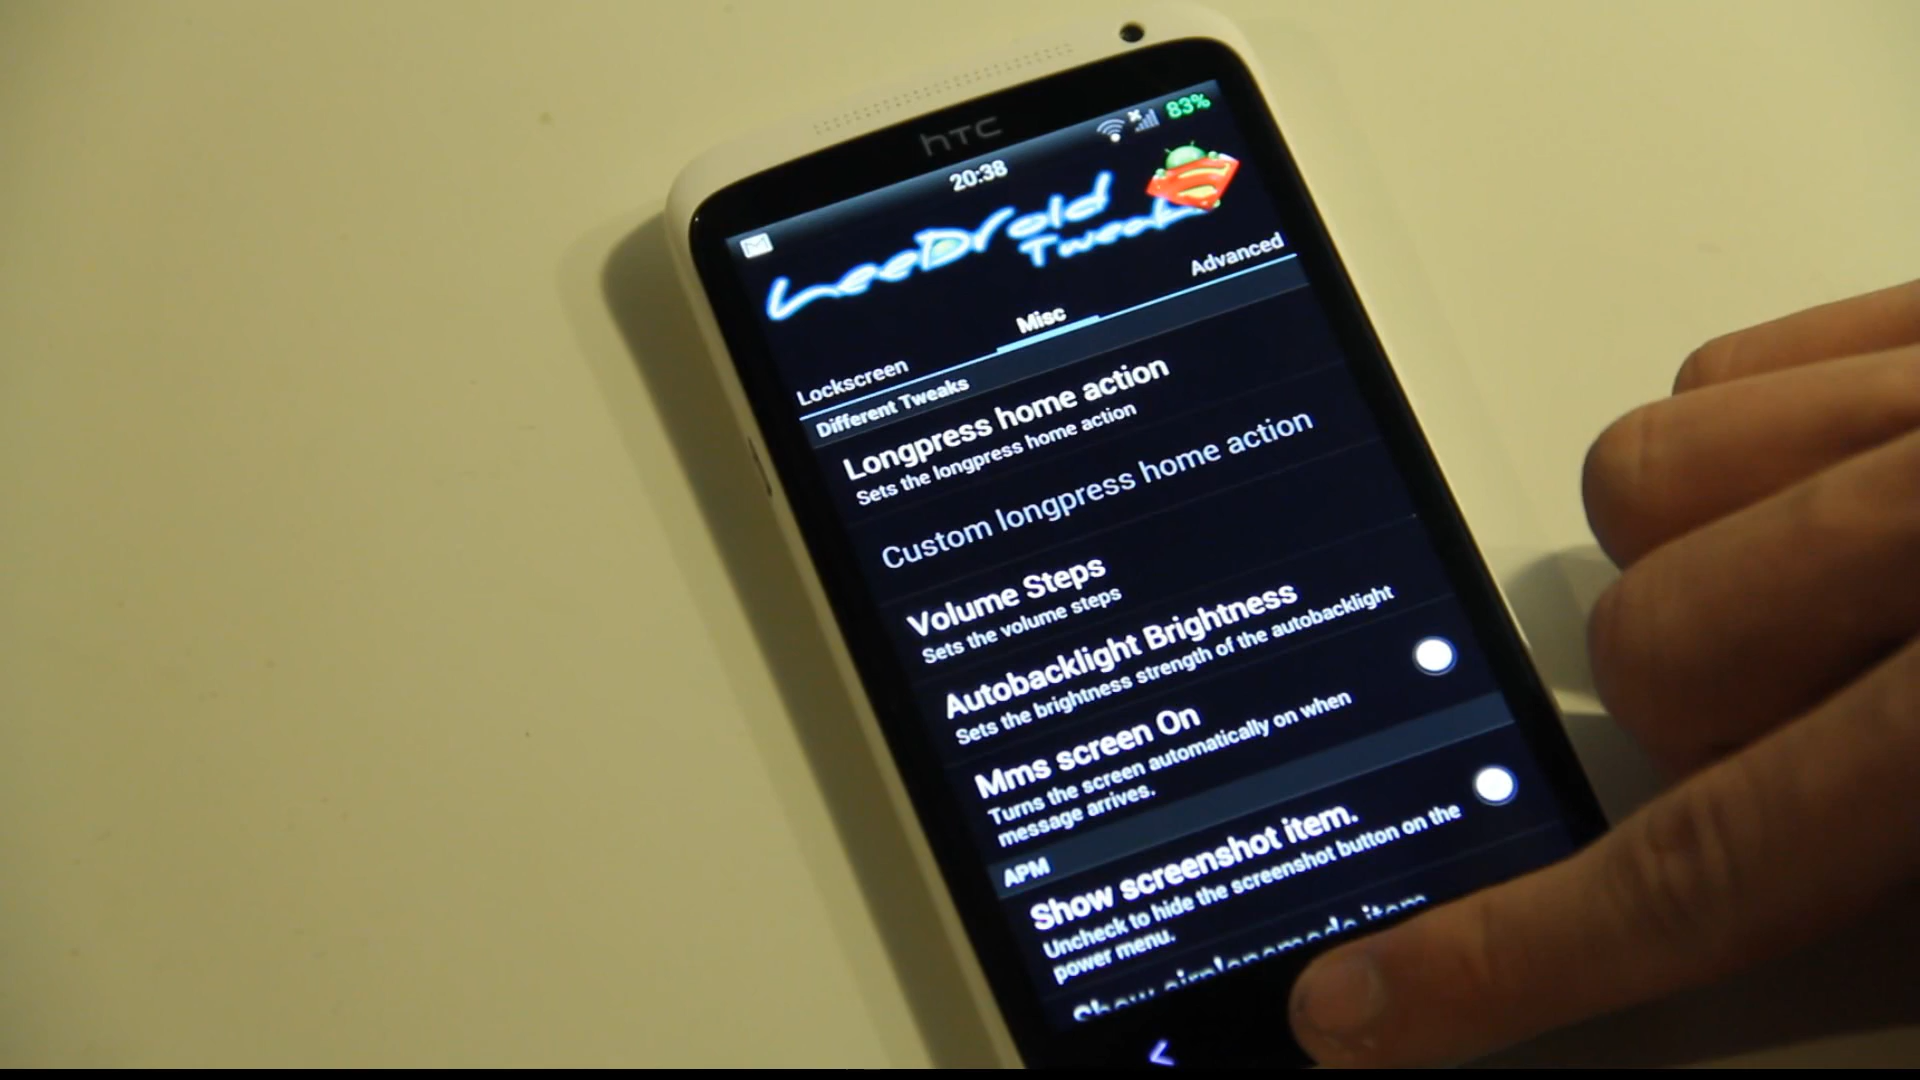 hTC
83%
20:38
LeeDrOid
Tweaks
Lockscreen
Misc
Advanced
Different Tweaks
Longpress home action
Sets the longpress home action
Custom longpress home action
Volume Steps
Sets the volume steps
Autobacklight Brightness
Sets the brightness strength of the autobacklight
Mms screen On
Turns the screen automatically on when
message arrives.
APM
Show screenshot item.
Uncheck to hide the screenshot button on the
power menu.
Show airplanemode item